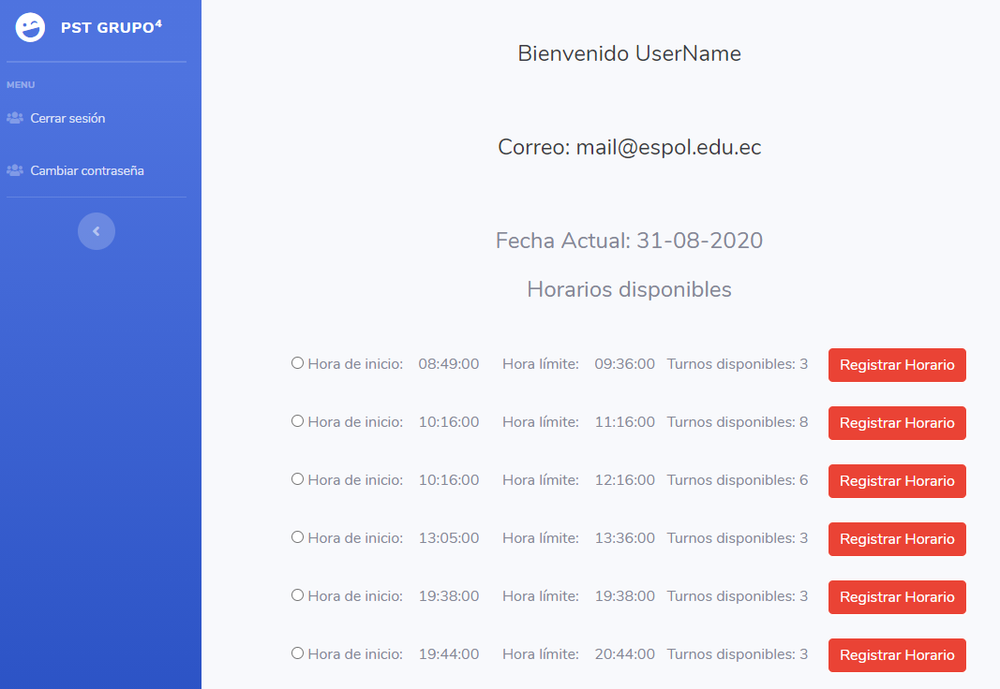 PST GRUPO⁴
MENU
Cerrar sesión
Cambiar contraseña
Bienvenido UserName
Correo: mail@espol.edu.ec
Fecha Actual: 31-08-2020
Horarios disponibles
Hora de inicio: 08:49:00 Hora límite: 09:36:00 Turnos disponibles: 3 Registrar Horario
Hora de inicio: 10:16:00 Hora límite: 11:16:00 Turnos disponibles: 8 Registrar Horario
Hora de inicio: 10:16:00 Hora límite: 12:16:00 Turnos disponibles: 6 Registrar Horario
Hora de inicio: 13:05:00 Hora límite: 13:36:00 Turnos disponibles: 3 Registrar Horario
Hora de inicio: 19:38:00 Hora límite: 19:38:00 Turnos disponibles: 3 Registrar Horario
Hora de inicio: 19:44:00 Hora límite: 20:44:00 Turnos disponibles: 3 Registrar Horario